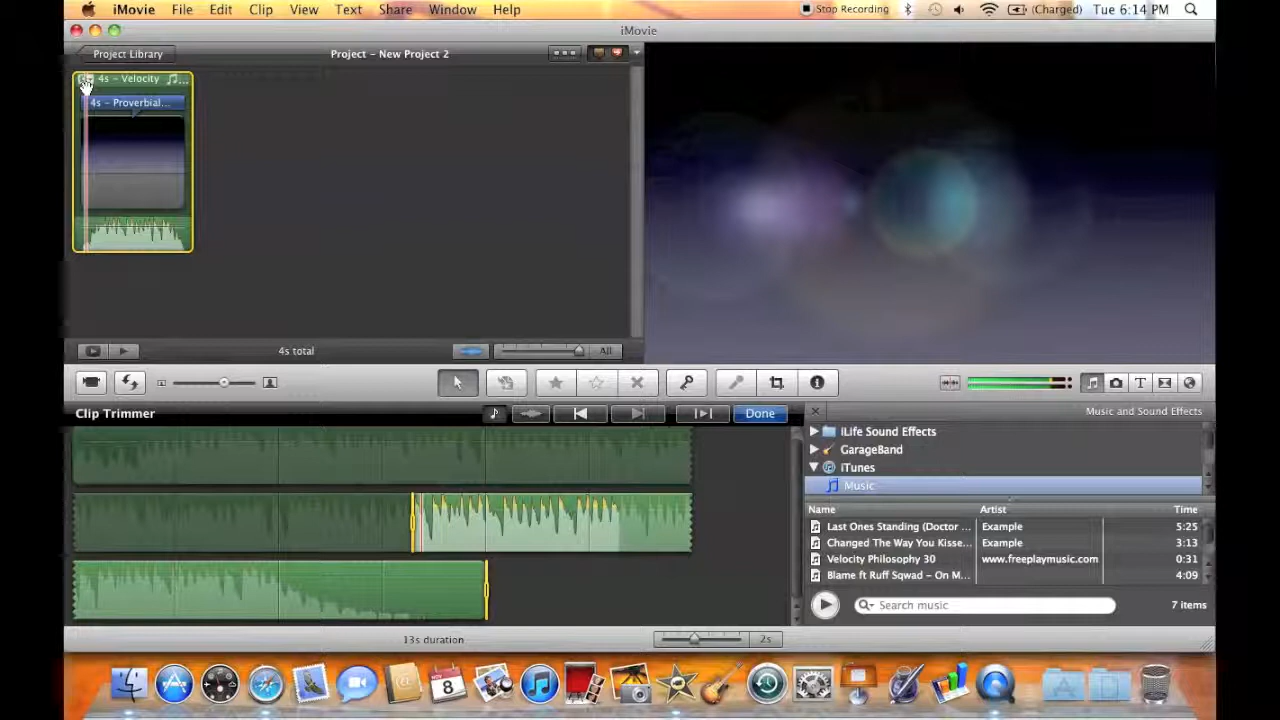 iMovie File Edit Clip View Text Share Window Help Stop Recording (Charged) Tue 6:14 PM
iMovie
Project Library Project - New Project 2
4s - Velocity
4s - Proverbial...
4s total All
Clip Trimmer Done Music and Sound Effects
iLife Sound Effects
GarageBand
iTunes
Music
Name Artist Time
Last Ones Standing (Doctor ... Example 5:25
Changed The Way You Kisse... Example 3:13
Velocity Philosophy 30 www.freeplaymusic.com 0:31
Blame ft Ruff Sqwad - On M... 4:09
Search music 7 items
13s duration 2s
NOV
8